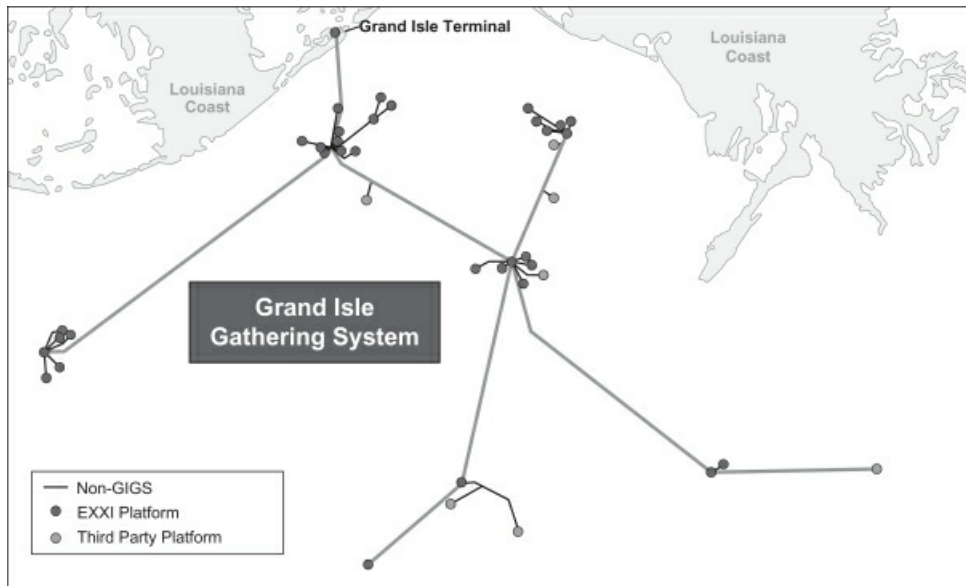 Grand Isle Terminal
Louisiana
Coast
Louisiana
Coast
Grand Isle
Gathering System
Non-GIGS
EXXI Platform
Third Party Platform